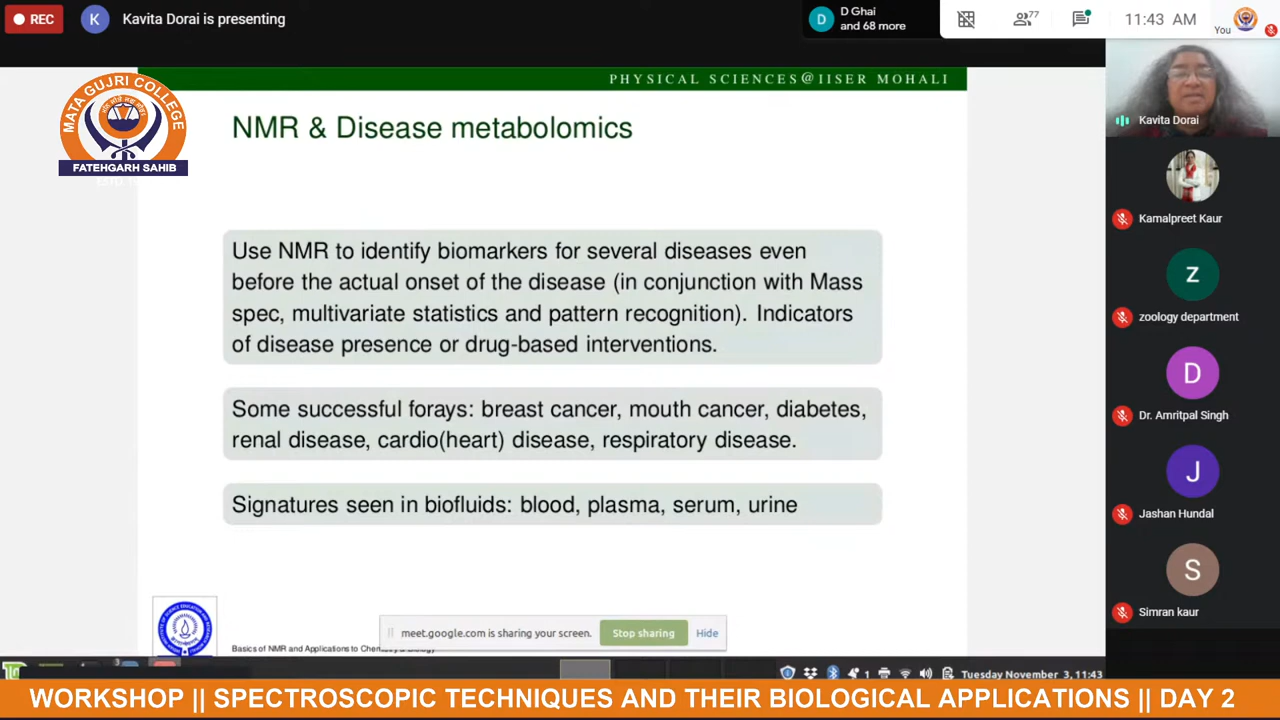 REC
K
Kavita Dorai is presenting
D
D Ghai
and 68 more
77
11:43 AM
You
MATA GUJRI COLLEGE
FATEHGARH SAHIB
PHYSICAL SCIENCES@IISER MOHALI
NMR & Disease metabolomics
Use NMR to identify biomarkers for several diseases even
before the actual onset of the disease (in conjunction with Mass
spec, multivariate statistics and pattern recognition). Indicators
of disease presence or drug-based interventions.
Some successful forays: breast cancer, mouth cancer, diabetes,
renal disease, cardio(heart) disease, respiratory disease.
Signatures seen in biofluids: blood, plasma, serum, urine
meet.google.com is sharing your screen.
Stop sharing
Hide
Basics of NMR and Applications to Chemistry & Biology
Kavita Dorai
Kamalpreet Kaur
z
zoology department
D
Dr. Amritpal Singh
J
Jashan Hundal
S
Simran kaur
3
1
Tuesday November 3, 11:43
WORKSHOP || SPECTROSCOPIC TECHNIQUES AND THEIR BIOLOGICAL APPLICATIONS || DAY 2